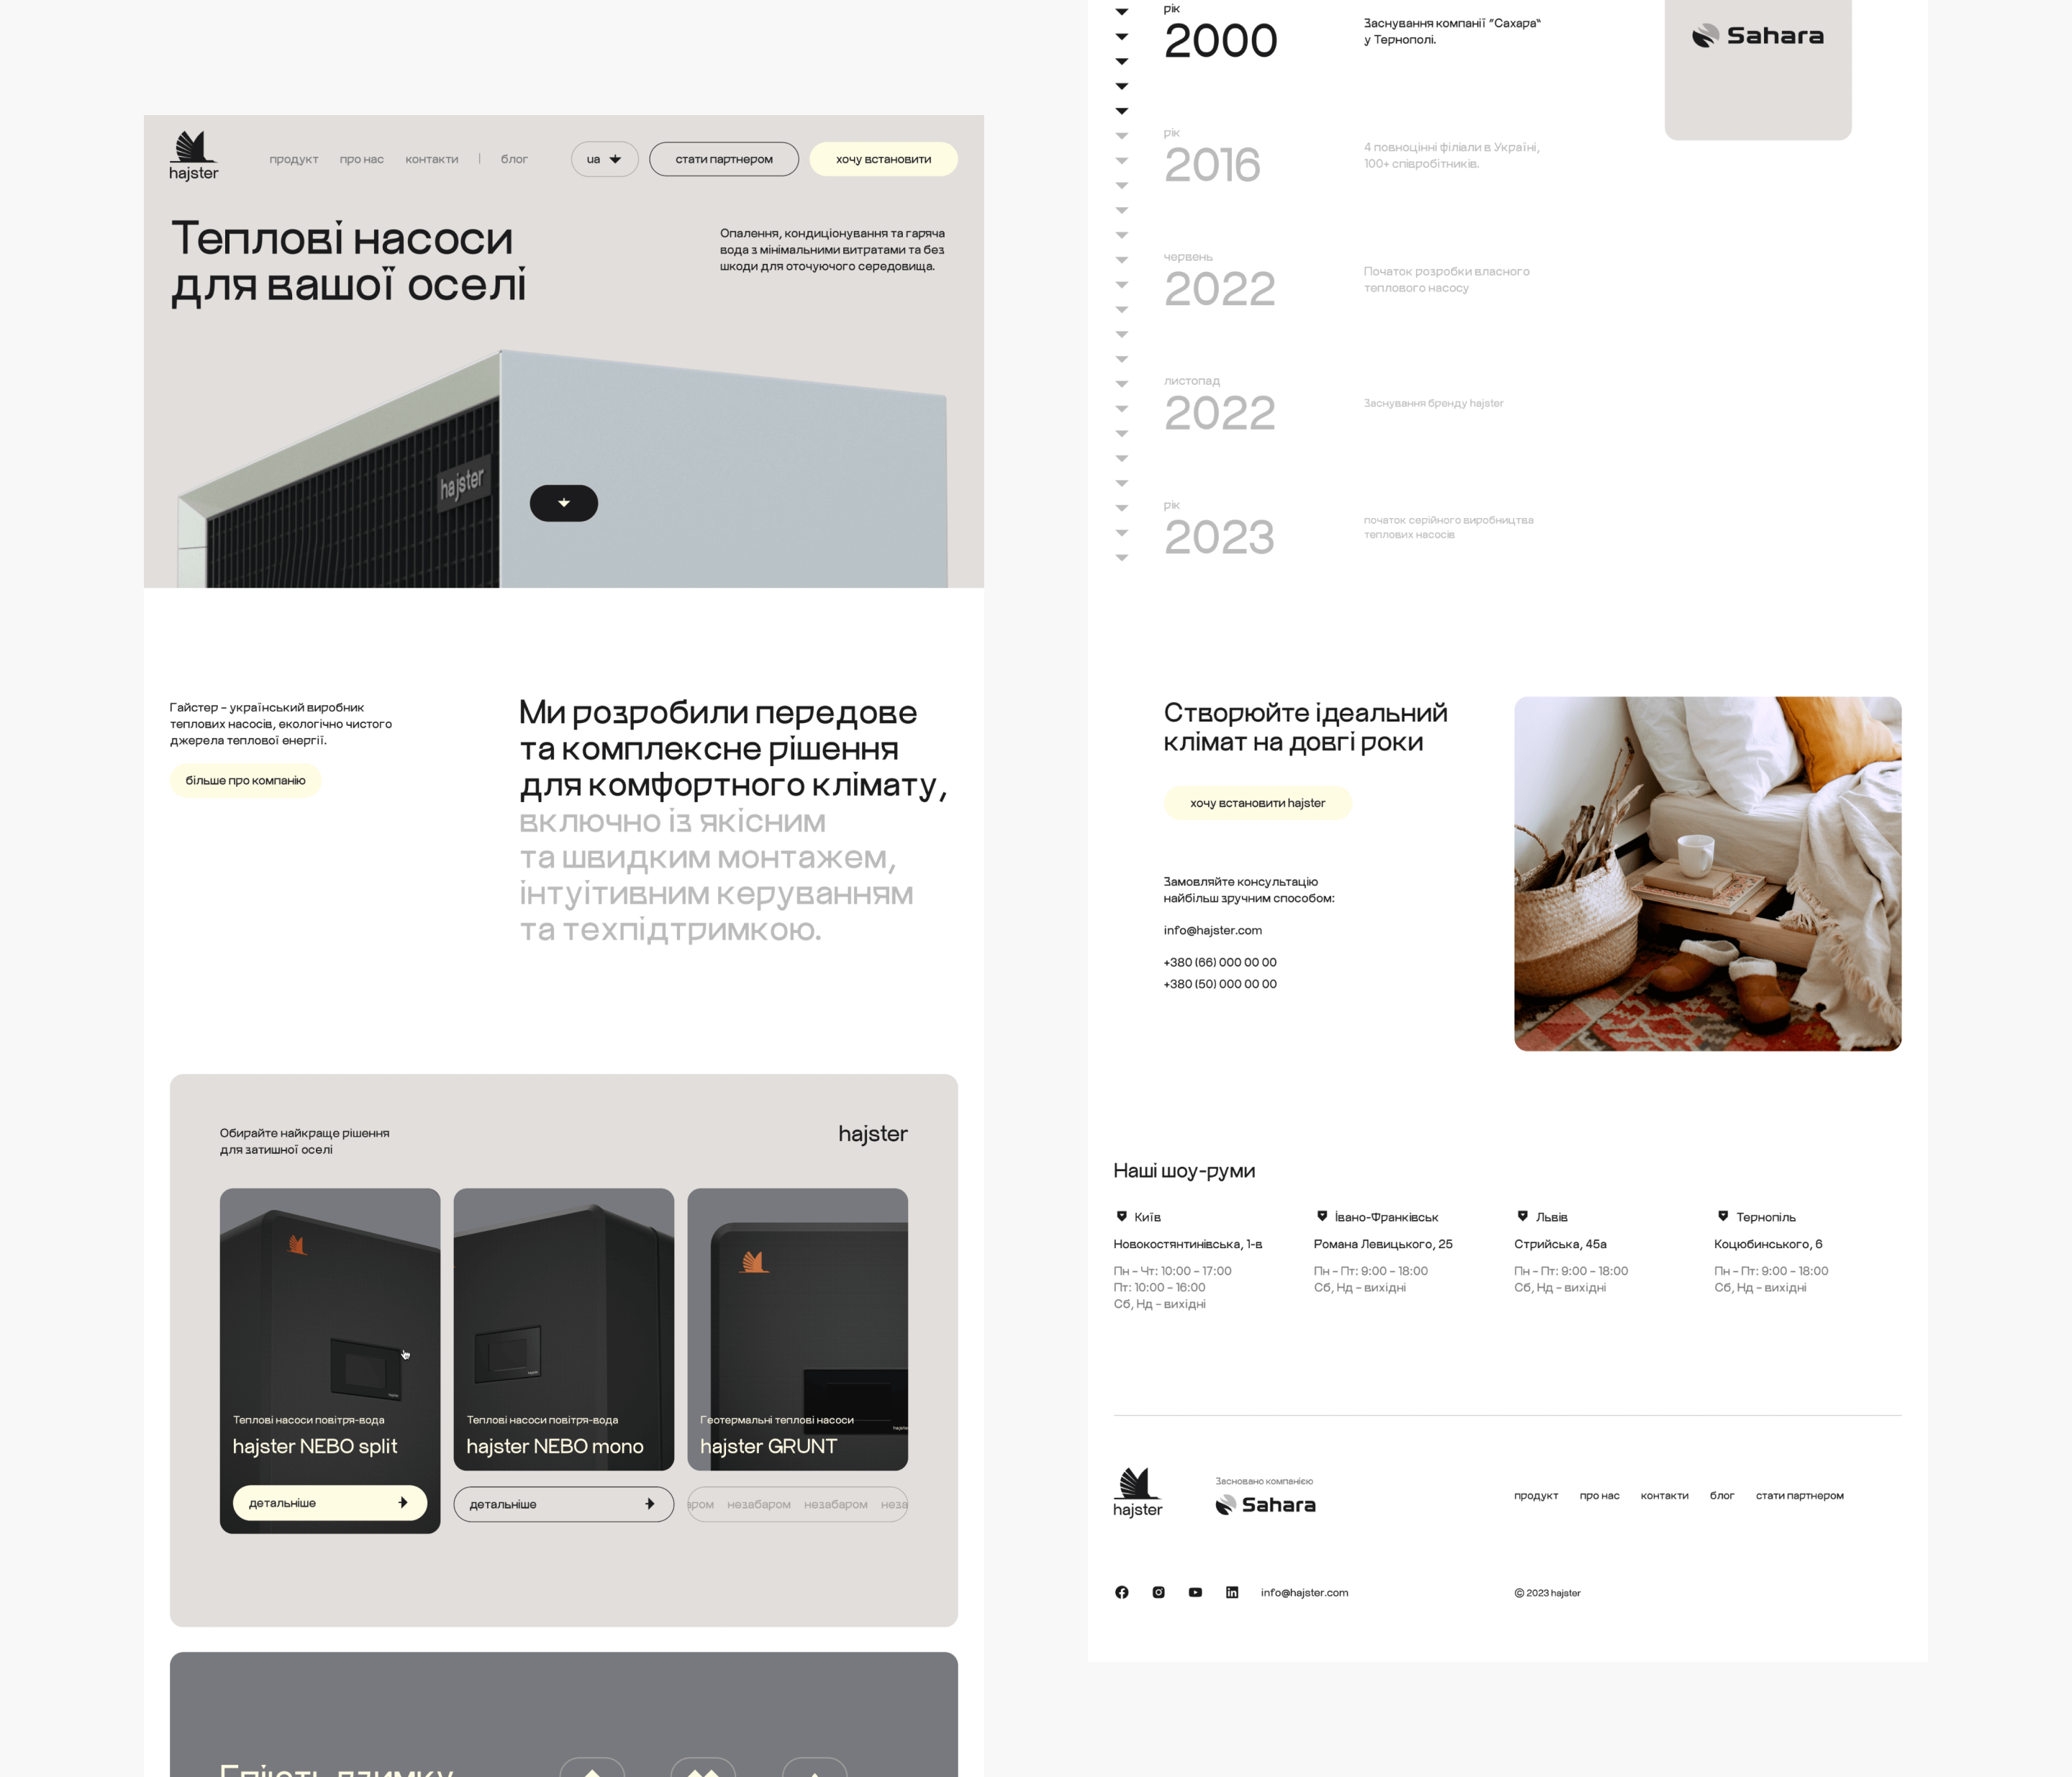 hajster
продукт
про нас
контакти
блог
ua
стати партнером
хочу встановити
Теплові насоси
для вашої оселі
Опалення, кондиціонування та гаряча
вода з мінімальними витратами та без
шкоди для оточуючого середовища.
hajster
Гайстер – український виробник
теплових насосів, екологічно чистого
джерела теплової енергії.
більше про компанію
Ми розробили передове
та комплексне рішення
для комфортного клімату,
включно із якісним
та швидким монтажем,
інтуітивним керуванням
та техпідтримкою.
Обирайте найкраще рішення
для затишної оселі
hajster
Теплові насоси повітря-вода
hajster NEBO split
детальніше
Теплові насоси повітря-вода
hajster NEBO mono
детальніше
Геотермальні теплові насоси
hajster GRUNT
незабаром незабаром
рік
2000
Заснування компанії "Сахара"
у Тернополі.
Sahara
рік
2016
4 повноцінні філіали в Україні,
100+ співробітників.
червень
2022
Початок розробки власного
теплового насосу
листопад
2022
Заснування бренду hajster
рік
2023
початок серійного виробництва
теплових насосів
Створюйте ідеальний
клімат на довгі роки
хочу встановити hajster
Замовляйте консультацію
найбільш зручним способом:
info@hajster.com
+380 (66) 000 00 00
+380 (50) 000 00 00
Наші шоу-руми
Київ
Новокостянтинівська, 1-в
Пн – Чт: 10:00 – 17:00
Пт: 10:00 – 16:00
Сб, Нд – вихідні
Івано-Франківськ
Романа Левицького, 25
Пн – Пт: 9:00 – 18:00
Сб, Нд – вихідні
Львів
Стрийська, 45а
Пн – Пт: 9:00 – 18:00
Сб, Нд – вихідні
Тернопіль
Коцюбинського, 6
Пн – Пт: 9:00 – 18:00
Сб, Нд – вихідні
hajster
Засновано компанією
Sahara
продукт
про нас
контакти
блог
стати партнером
info@hajster.com
© 2023 hajster